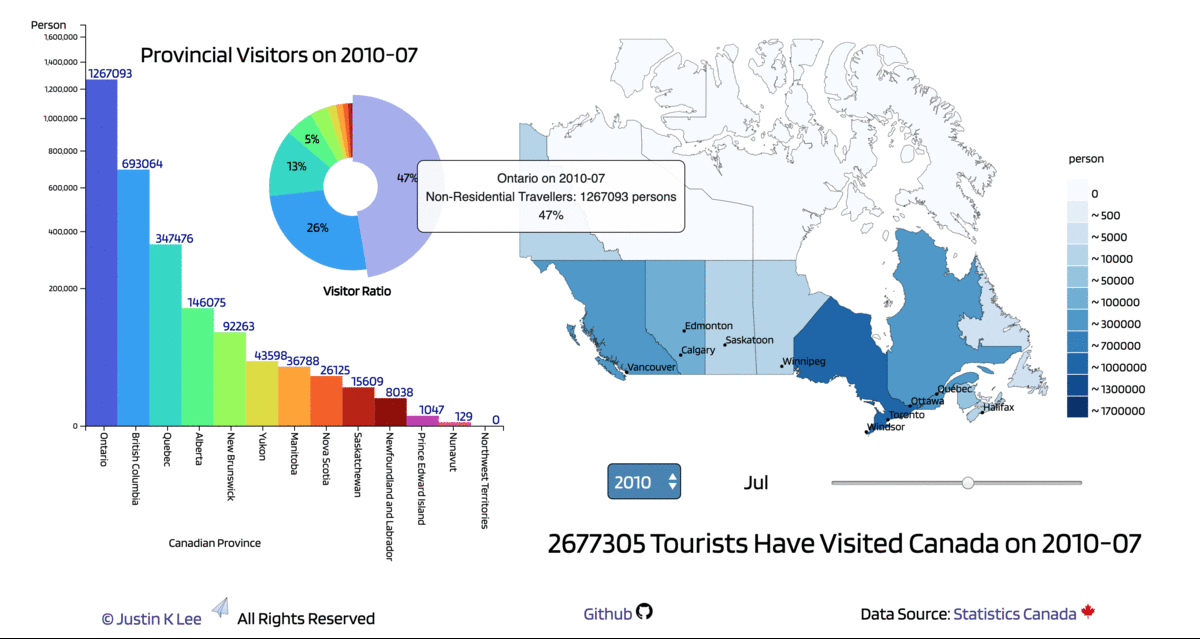 Person
1,600,000
1,400,000
1,200,000
1,000,000
800,000
600,000
400,000
200,000
0
Provincial Visitors on 2010-07
1267093
693064
347476
146075
92263
43598
36788
26125
15609
8038
1047
129
0
Ontario
British Columbia
Quebec
Alberta
New Brunswick
Yukon
Manitoba
Nova Scotia
Saskatchewan
Newfoundland and Labrador
Prince Edward Island
Nunavut
Northwest Territories
Canadian Province
5%
13%
26%
47%
Visitor Ratio
Ontario on 2010-07
Non-Residential Travellers: 1267093 persons
47%
Edmonton
Saskatoon
Calgary
Winnipeg
Vancouver
Québec
Ottawa
Halifax
Toronto
Windsor
person
0
~ 500
~ 5000
~ 10000
~ 50000
~ 100000
~ 300000
~ 700000
~ 1000000
~ 1300000
~ 1700000
2010
Jul
2677305 Tourists Have Visited Canada on 2010-07
© Justin K Lee All Rights Reserved
Github
Data Source: Statistics Canada